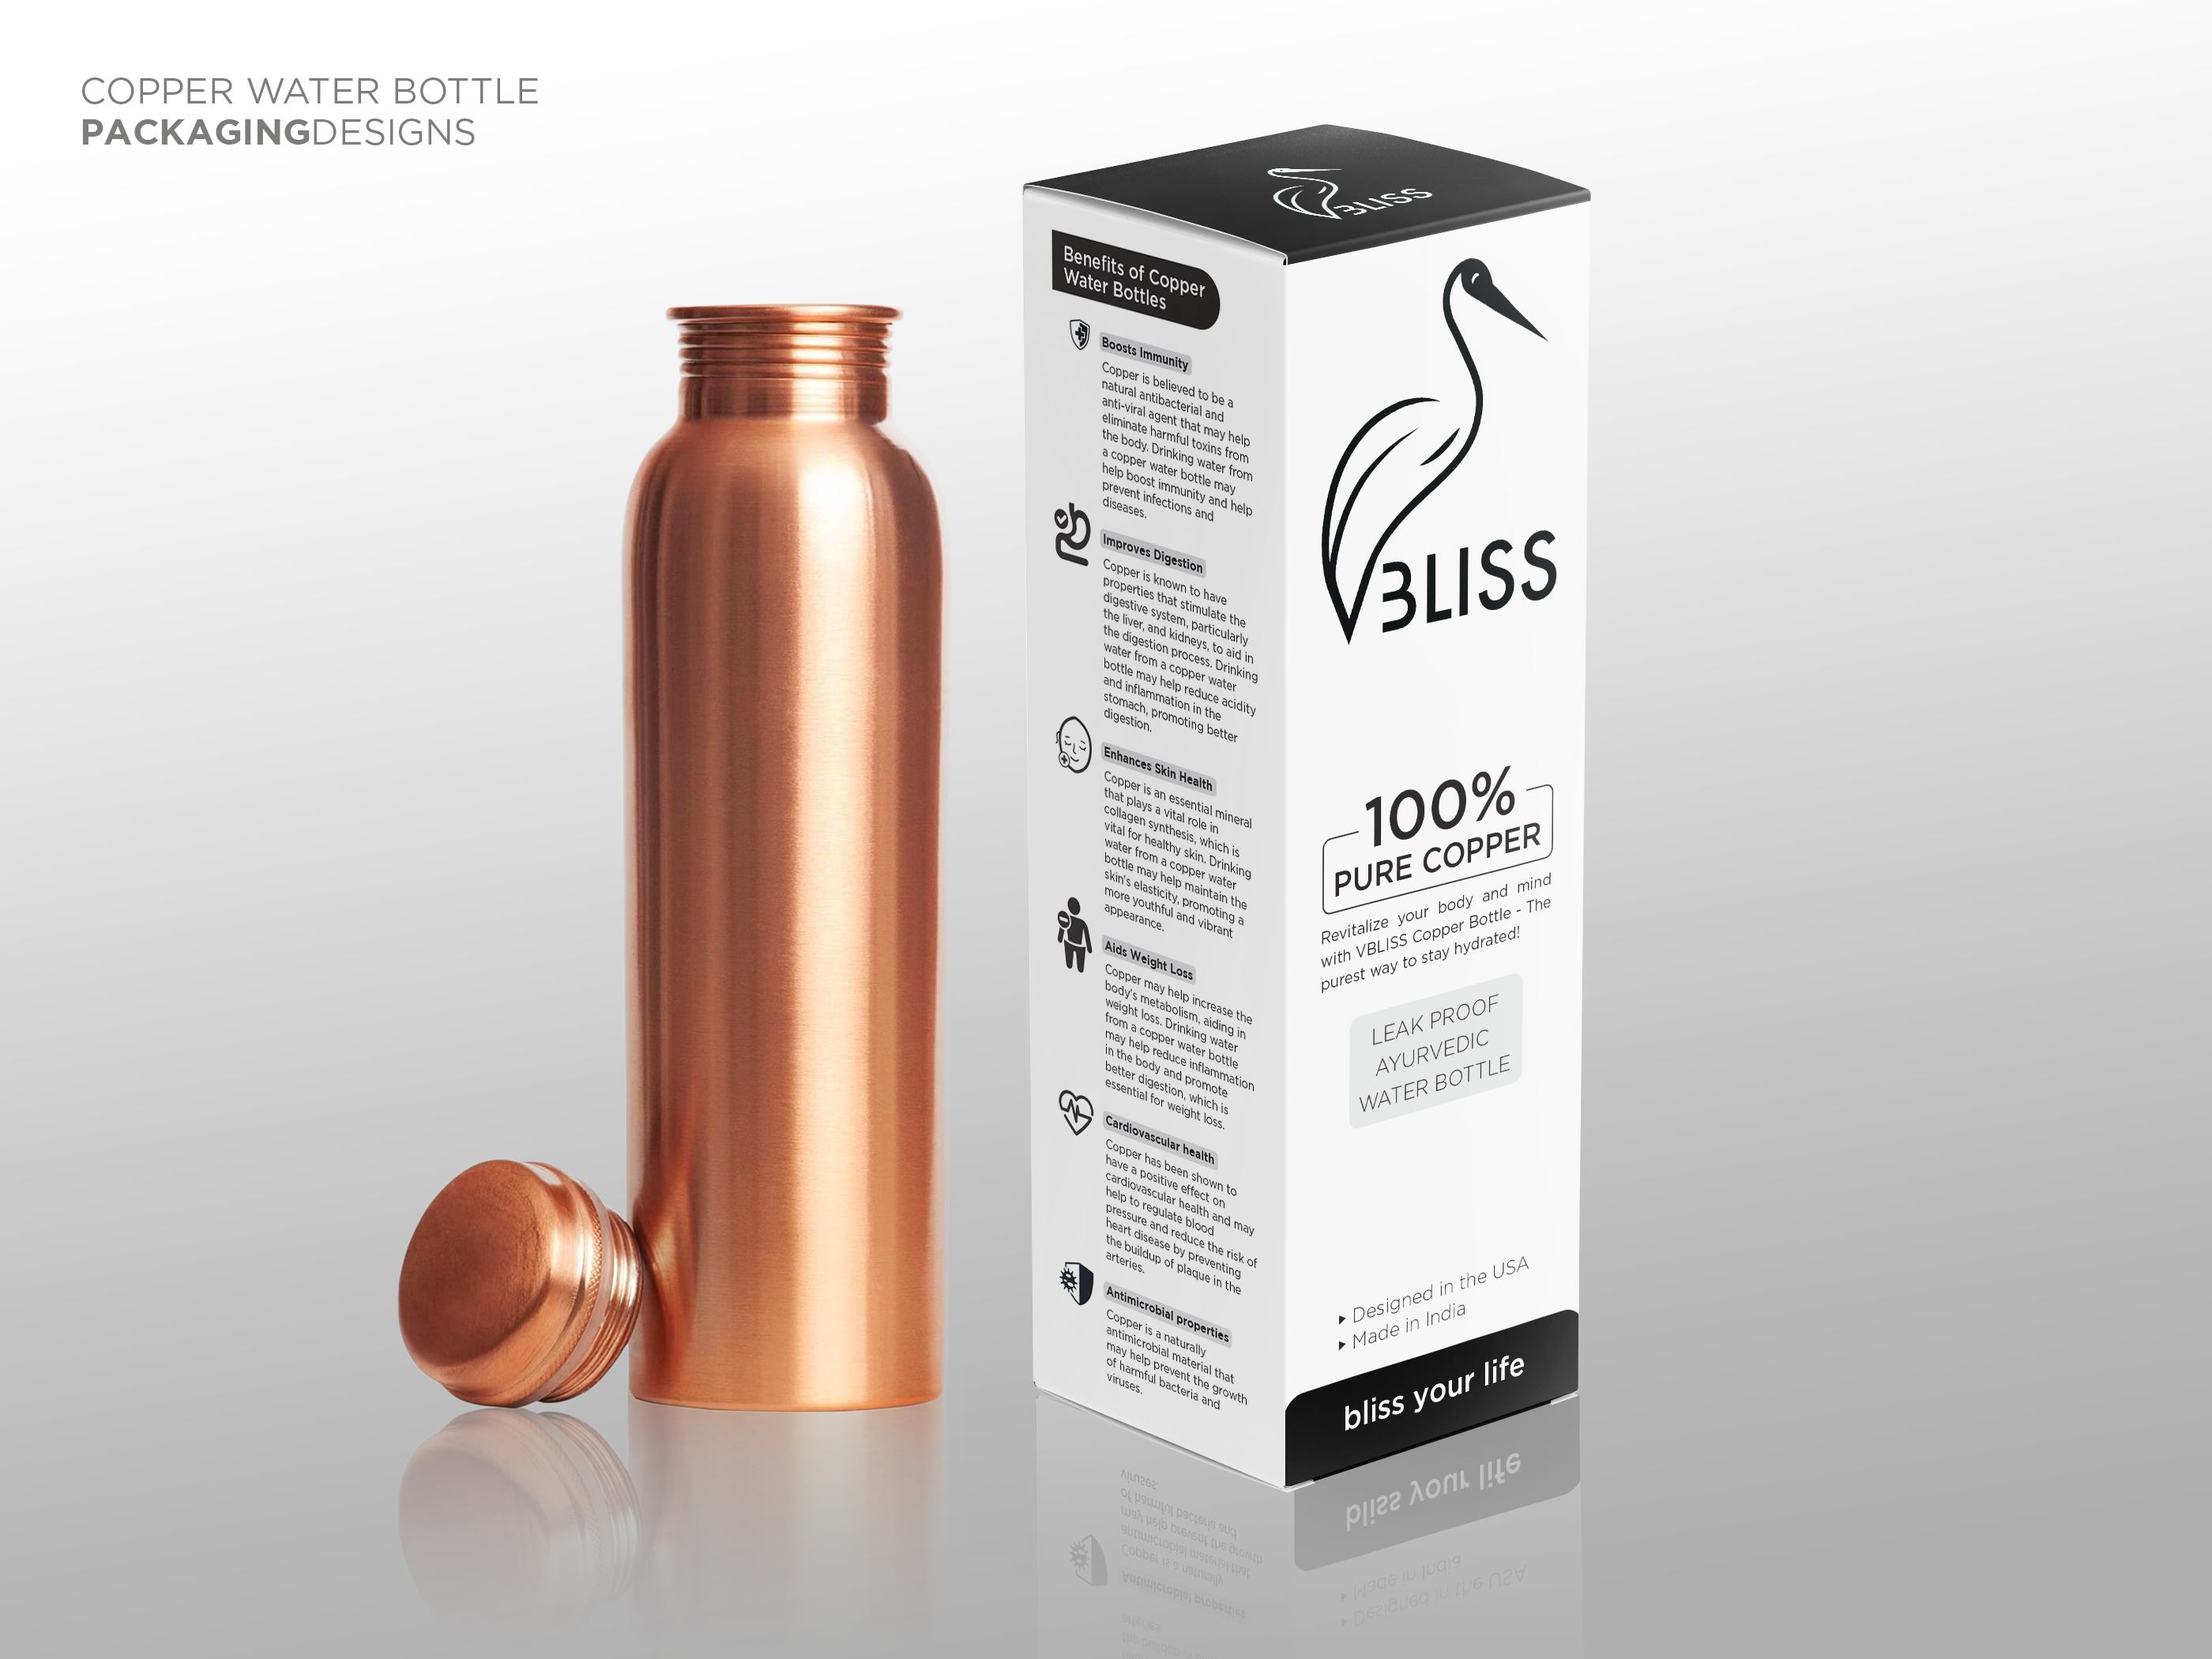 COPPER WATER BOTTLE
PACKAGINGDESIGNS
BLISS
Benefits of Copper
Water Bottles
Boosts Immunity
Copper is believed to be a
natural antibacterial and
anti-viral agent that may help
eliminate harmful toxins from
the body. Drinking water from
a copper water bottle may
help boost immunity and help
prevent infections and
diseases.
Improves Digestion
Copper is known to have
properties that stimulate the
digestive system, particularly
the liver, and kidneys, to aid in
the digestion process. Drinking
water from a copper water
bottle may help reduce acidity
and inflammation in the
stomach, promoting better
digestion.
Enhances Skin Health
Copper is an essential mineral
that plays a vital role in
collagen synthesis, which is
vital for healthy skin. Drinking
water from a copper water
bottle may help maintain the
skin's elasticity, promoting a
more youthful and vibrant
appearance.
Aids Weight Loss
Copper may help increase the
body's metabolism, aiding in
weight loss. Drinking water
from a copper water bottle
may help reduce inflammation
in the body and promote
better digestion, which is
essential for weight loss.
Cardiovascular health
Copper has been shown to
have a positive effect on
cardiovascular health and may
help to regulate blood
pressure and reduce the risk of
heart disease by preventing
the buildup of plaque in the
arteries.
Antimicrobial properties
Copper is a naturally
antimicrobial material that
may help prevent the growth
of harmful bacteria and
viruses.
VBLISS
100%
PURE COPPER
Revitalize your body and mind
with VBLISS Copper Bottle - The
purest way to stay hydrated!
LEAK PROOF
AYURVEDIC
WATER BOTTLE
Designed in the USA
Made in India
bliss your life